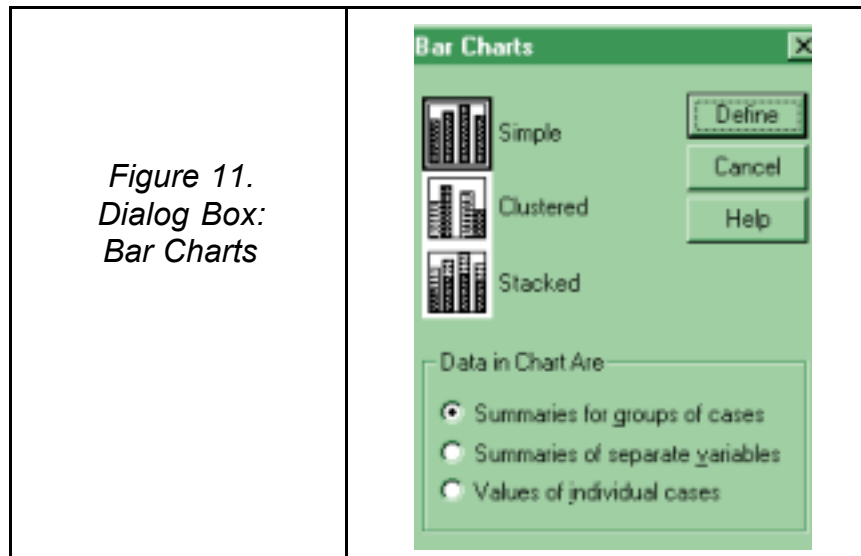 Figure 11.
Dialog Box:
Bar Charts
Bar Charts
Simple
Clustered
Stacked
Define
Cancel
Help
Data in Chart Are
Summaries for groups of cases
Summaries of separate variables
Values of individual cases